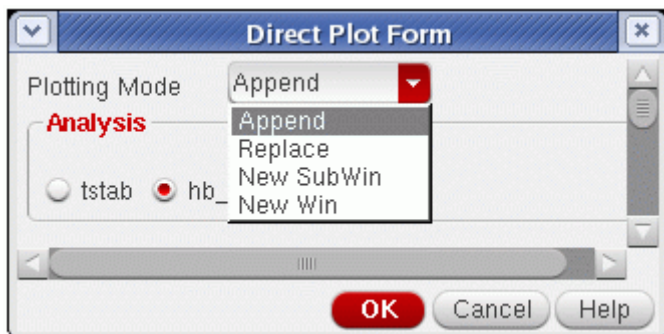 Direct Plot Form
Plotting Mode Append
Append
Analysis
Replace
New SubWin
tstab hb_
New Win
OK Cancel Help